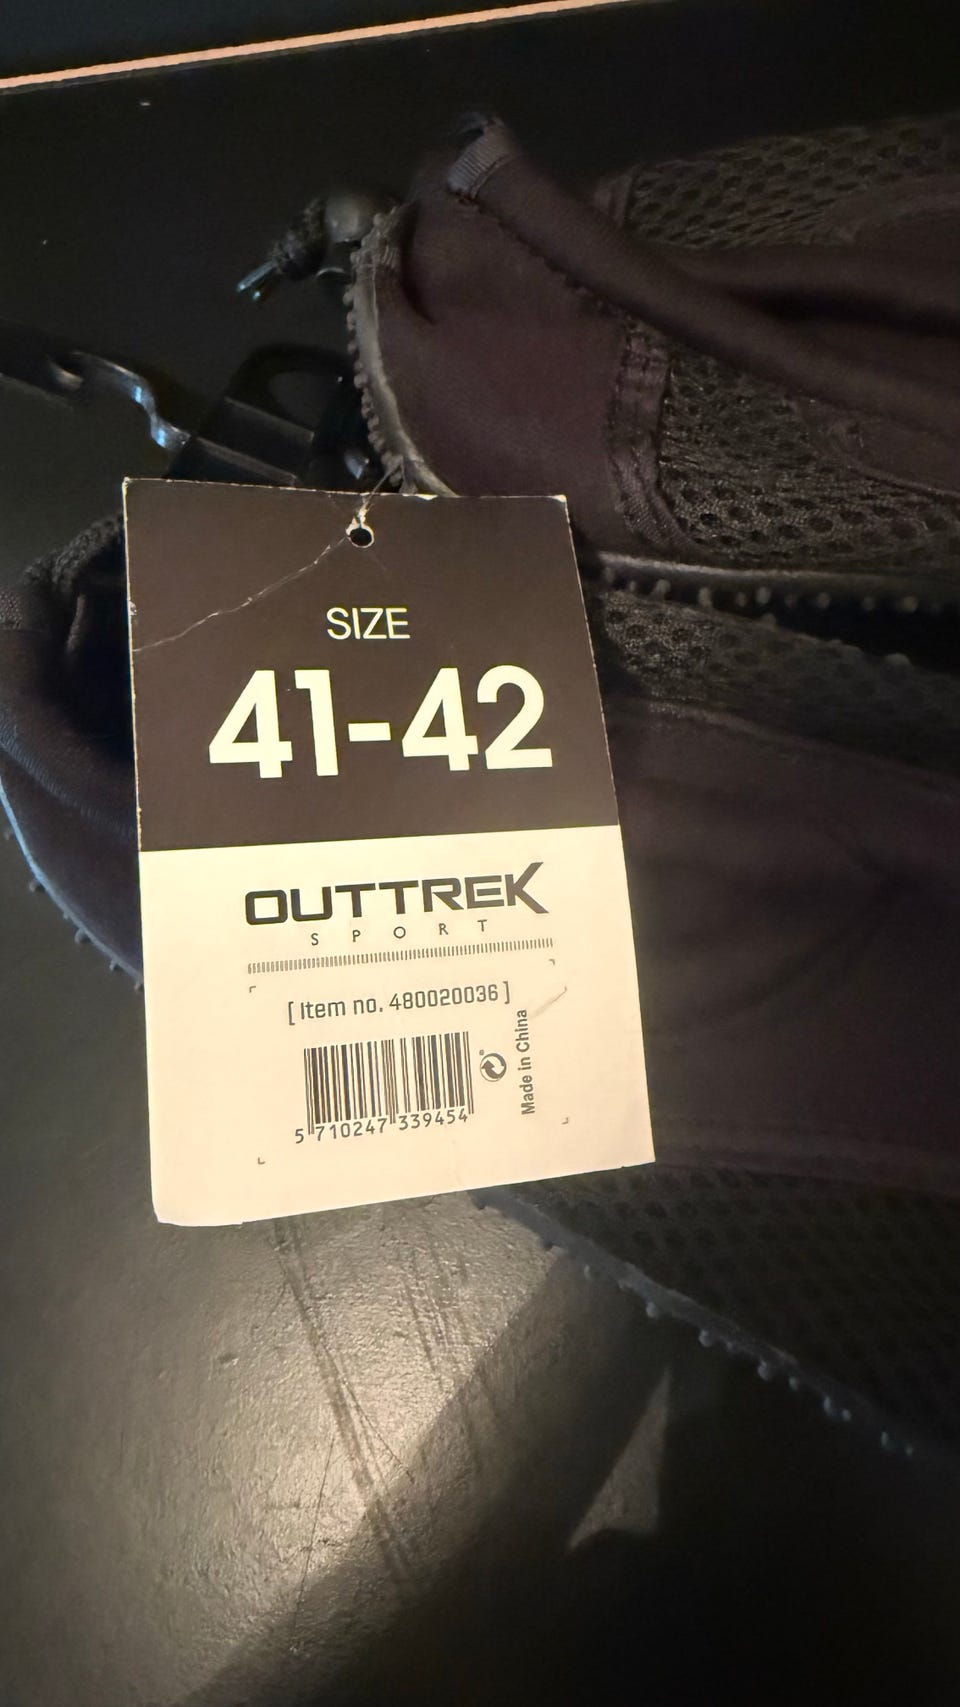 SIZE
41-42
OUTTREK
SPORT
[ Item no. 480020036 ]
Made in China
5 710247 339454